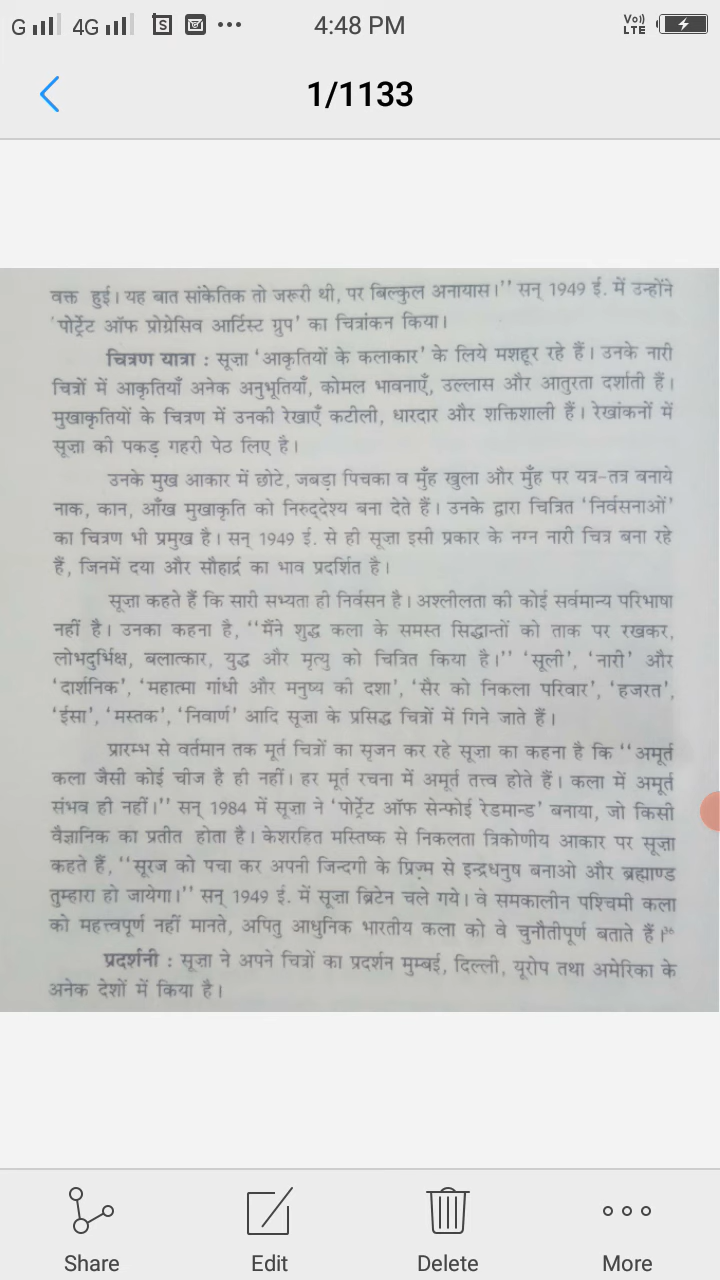 G 4G S 4:48 PM Vo)) LTE
1/1133
वक्त हुई। यह बात सांकेतिक तो जरूरी थी, पर बिल्कुल अनायास।'' सन् 1949 ई. में उन्होंने
'पोर्ट्रेट ऑफ प्रोग्रेसिव आर्टिस्ट ग्रुप' का चित्रांकन किया।
चित्रण यात्रा : सूज़ा 'आकृतियों के कलाकार' के लिये मशहूर रहे हैं। उनके नारी
चित्रों में आकृतियाँ अनेक अनुभूतियाँ, कोमल भावनाएँ, उल्लास और आतुरता दर्शाती हैं।
मुखाकृतियों के चित्रण में उनकी रेखाएँ कटीली, धारदार और शक्तिशाली हैं। रेखांकनों में
सूज़ा की पकड़ गहरी पेठ लिए है।
उनके मुख आकार में छोटे, जबड़ा पिचका व मुँह खुला और मुँह पर यत्र-तत्र बनाये
नाक, कान, आँख मुखाकृति को निरुद्देश्य बना देते हैं। उनके द्वारा चित्रित 'निर्वसनाओं'
का चित्रण भी प्रमुख है। सन् 1949 ई. से ही सूज़ा इसी प्रकार के नग्न नारी चित्र बना रहे
हैं, जिनमें दया और सौहार्द्र का भाव प्रदर्शित है।
सूज़ा कहते हैं कि सारी सभ्यता ही निर्वसन है। अश्लीलता की कोई सर्वमान्य परिभाषा
नहीं है। उनका कहना है, ''मैंने शुद्ध कला के समस्त सिद्धान्तों को ताक पर रखकर,
लोभदुर्भिक्ष, बलात्कार, युद्ध और मृत्यु को चित्रित किया है।'' 'सूली', 'नारी' और
'दार्शनिक', 'महात्मा गांधी और मनुष्य की दशा', 'सैर को निकला परिवार', 'हजरत',
'ईसा', 'मस्तक', 'निवार्ण' आदि सूज़ा के प्रसिद्ध चित्रों में गिने जाते हैं।
प्रारम्भ से वर्तमान तक मूर्त चित्रों का सृजन कर रहे सूज़ा का कहना है कि ''अमूर्त
कला जैसी कोई चीज है ही नहीं। हर मूर्त रचना में अमूर्त तत्त्व होते हैं। कला में अमूर्त
संभव ही नहीं।'' सन् 1984 में सूज़ा ने 'पोर्ट्रेट ऑफ सेन्फोई रेडमान्ड' बनाया, जो किसी
वैज्ञानिक का प्रतीत होता है। केशरहित मस्तिष्क से निकलता त्रिकोणीय आकार पर सूज़ा
कहते हैं, ''सूरज को पचा कर अपनी जिन्दगी के प्रिज़्म से इन्द्रधनुष बनाओ और ब्रह्माण्ड
तुम्हारा हो जायेगा।'' सन् 1949 ई. में सूज़ा ब्रिटेन चले गये। वे समकालीन पश्चिमी कला
को महत्त्वपूर्ण नहीं मानते, अपितु आधुनिक भारतीय कला को वे चुनौतीपूर्ण बताते हैं।
प्रदर्शनी : सूज़ा ने अपने चित्रों का प्रदर्शन मुम्बई, दिल्ली, यूरोप तथा अमेरिका के
अनेक देशों में किया है।
Share Edit Delete More